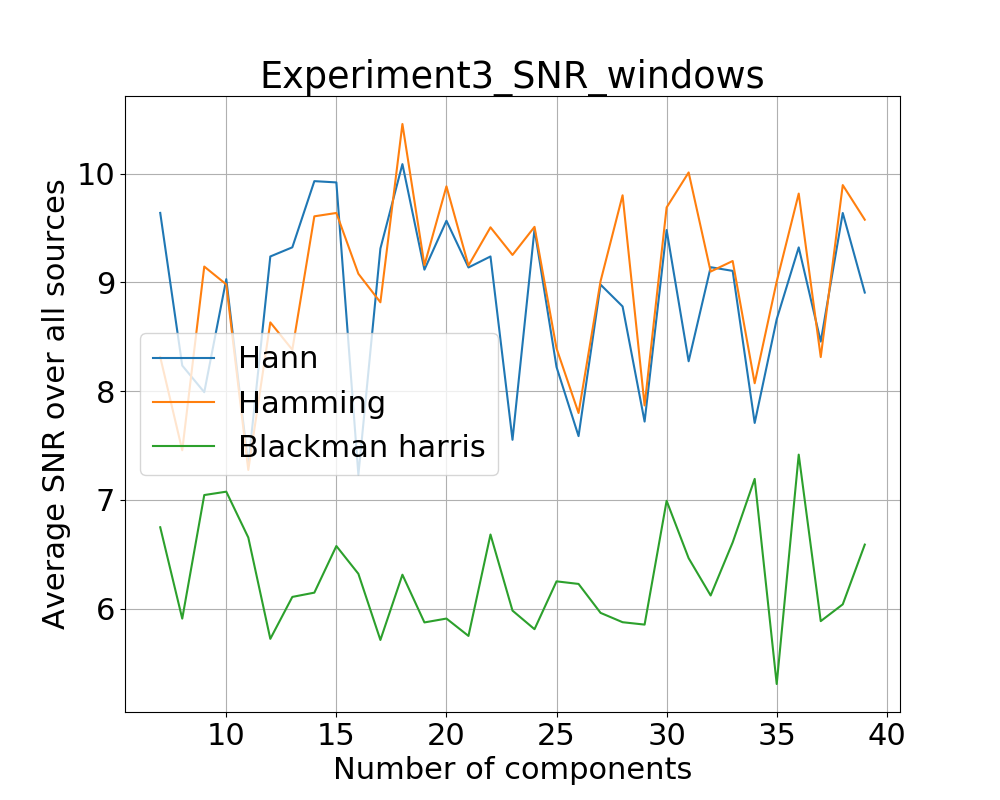 Experiment3_SNR_windows
Average SNR over all sources
10
9
8
7
6
Hann
Hamming
Blackman harris
10 15 20 25 30 35 40
Number of components